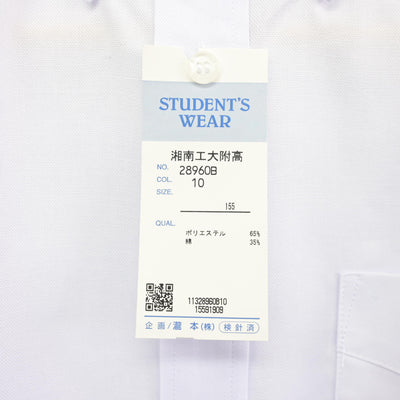 STUDENT'S
WEAR
湘南工大附高
NO. 28960B
COL. 10
SIZE.
155
QUAL.
ポリエステル 65%
綿 35%
11328960B10
15591909
企画/瀧本(株) 検針済